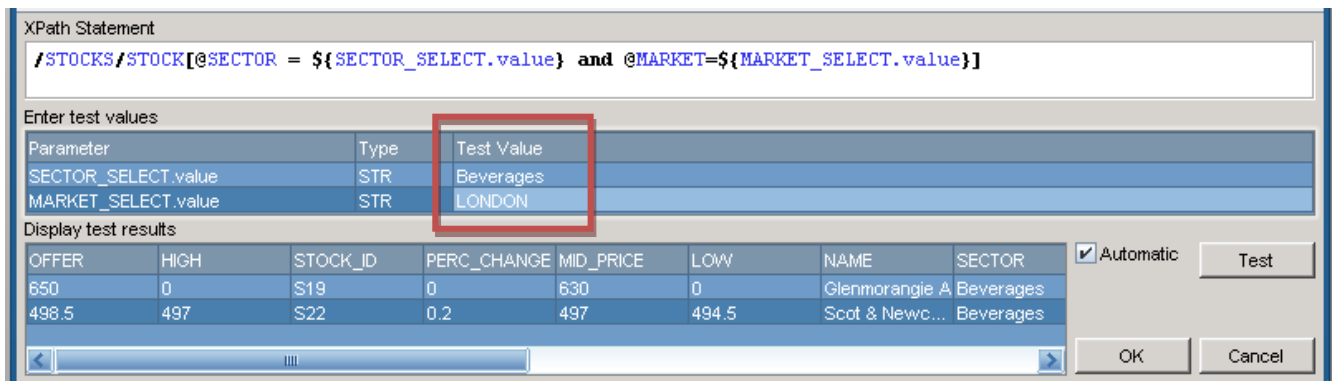 XPath Statement
/STOCKS/STOCK[@SECTOR = ${SECTOR_SELECT.value} and @MARKET=${MARKET_SELECT.value}]
Enter test values
Parameter Type Test Value
SECTOR_SELECT.value STR Beverages
MARKET_SELECT.value STR LONDON
Display test results
OFFER HIGH STOCK_ID PERC_CHANGE MID_PRICE LOW NAME SECTOR Automatic Test
650 0 S19 0 630 0 Glenmorangie A Beverages
498.5 497 S22 0.2 497 494.5 Scot & Newc... Beverages
OK Cancel